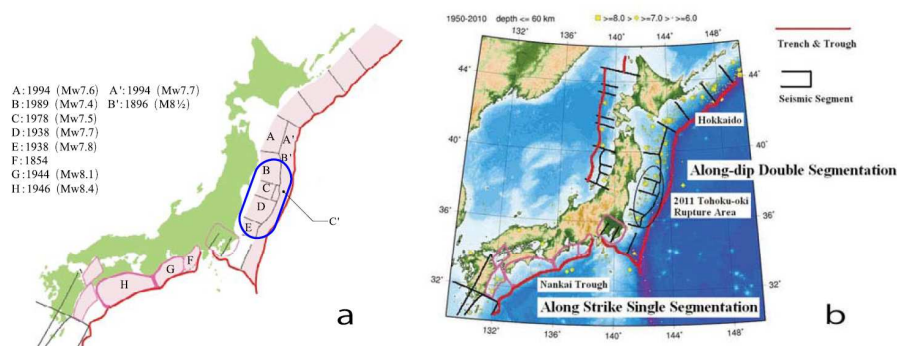 A:1994 (Mw7.6) A':1994 (Mw7.7)
B:1989 (Mw7.4) B':1896 (M8½)
C:1978 (Mw7.5)
D:1938 (Mw7.7)
E:1938 (Mw7.8)
F:1854
G:1944 (Mw8.1)
H:1946 (Mw8.4)
A
A'
B'
B
C
D
C'
E
F
G
H
a
1950-2010 depth <= 60 km >=8.0 >=7.0 >=6.0
132° 136° 140° 144° 148°
Trench & Trough
Seismic Segment
44° 44°
Hokkaido
40° 40°
Along-dip Double Segmentation
2011 Tohoku-oki
Rupture Area
36° 36°
Nankai Trough
32° 32°
Along Strike Single Segmentation
132° 136° 140° 144° 148°
b